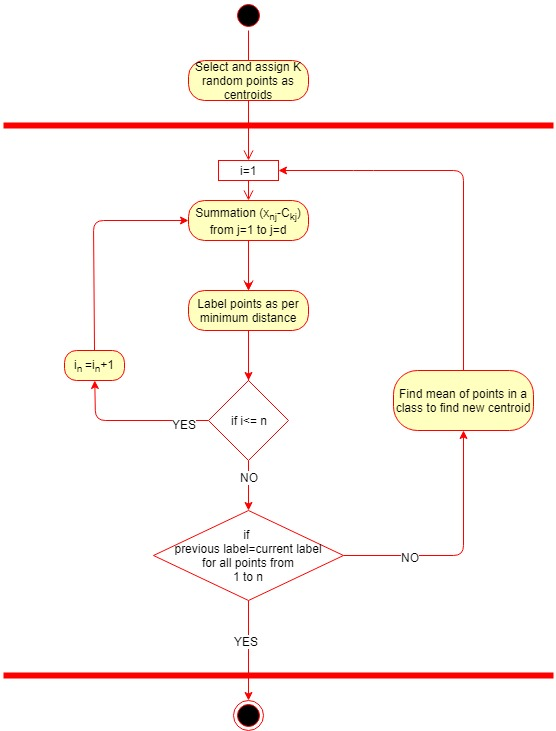 Select and assign K
random points as
centroids
i=1
Summation (xnj-Ckj)
from j=1 to j=d
Label points as per
minimum distance
in =in+1
Find mean of points in a
class to find new centroid
if i<= n
YES
NO
if
previous label=current label
for all points from
1 to n
NO
YES